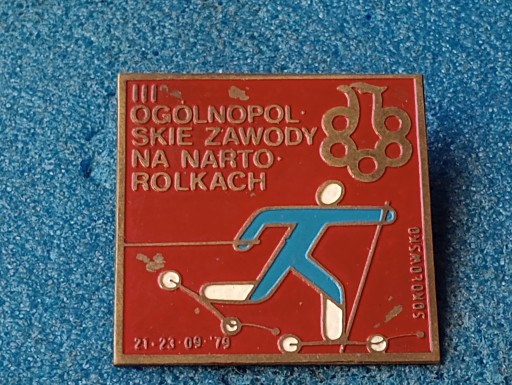 III
OGÓLNOPOL·
SKIE ZAWODY
NA NARTO·
ROLKACH
SOKOŁOWSKO
21·23·09·'79